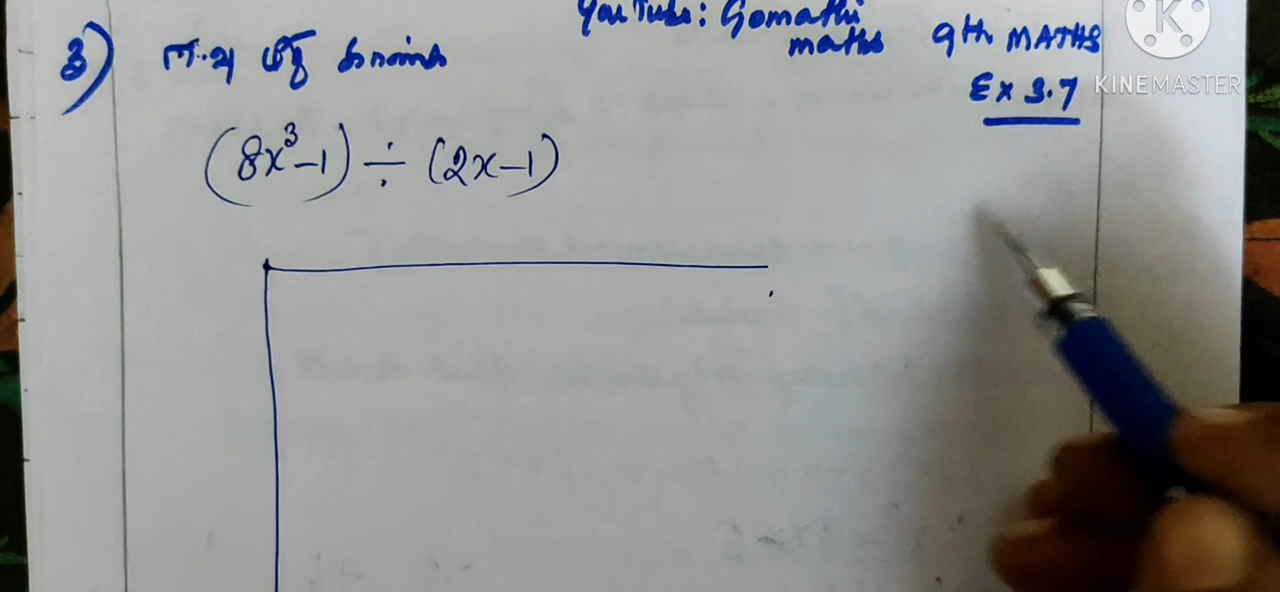 YouTube: Gomathi
maths
9th MATHS
Ex 3.7
K
KINEMASTER
3)
(8x³-1) ÷ (2x-1)